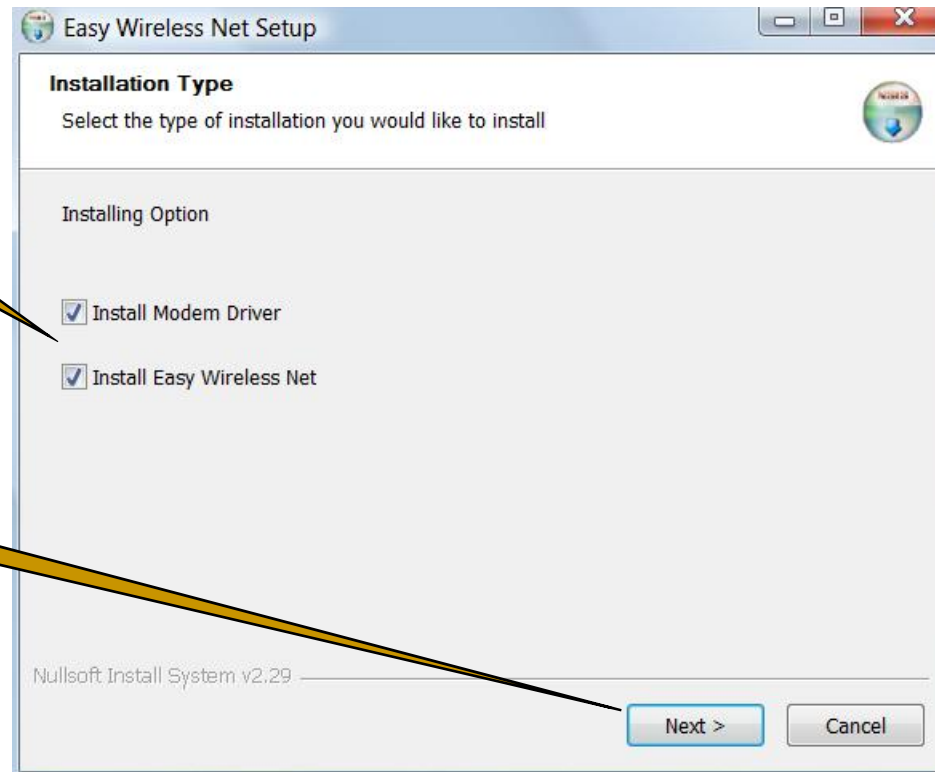 Easy Wireless Net Setup
Installation Type
Select the type of installation you would like to install
Installing Option
Install Modem Driver
Install Easy Wireless Net
Nullsoft Install System v2.29
Next >
Cancel